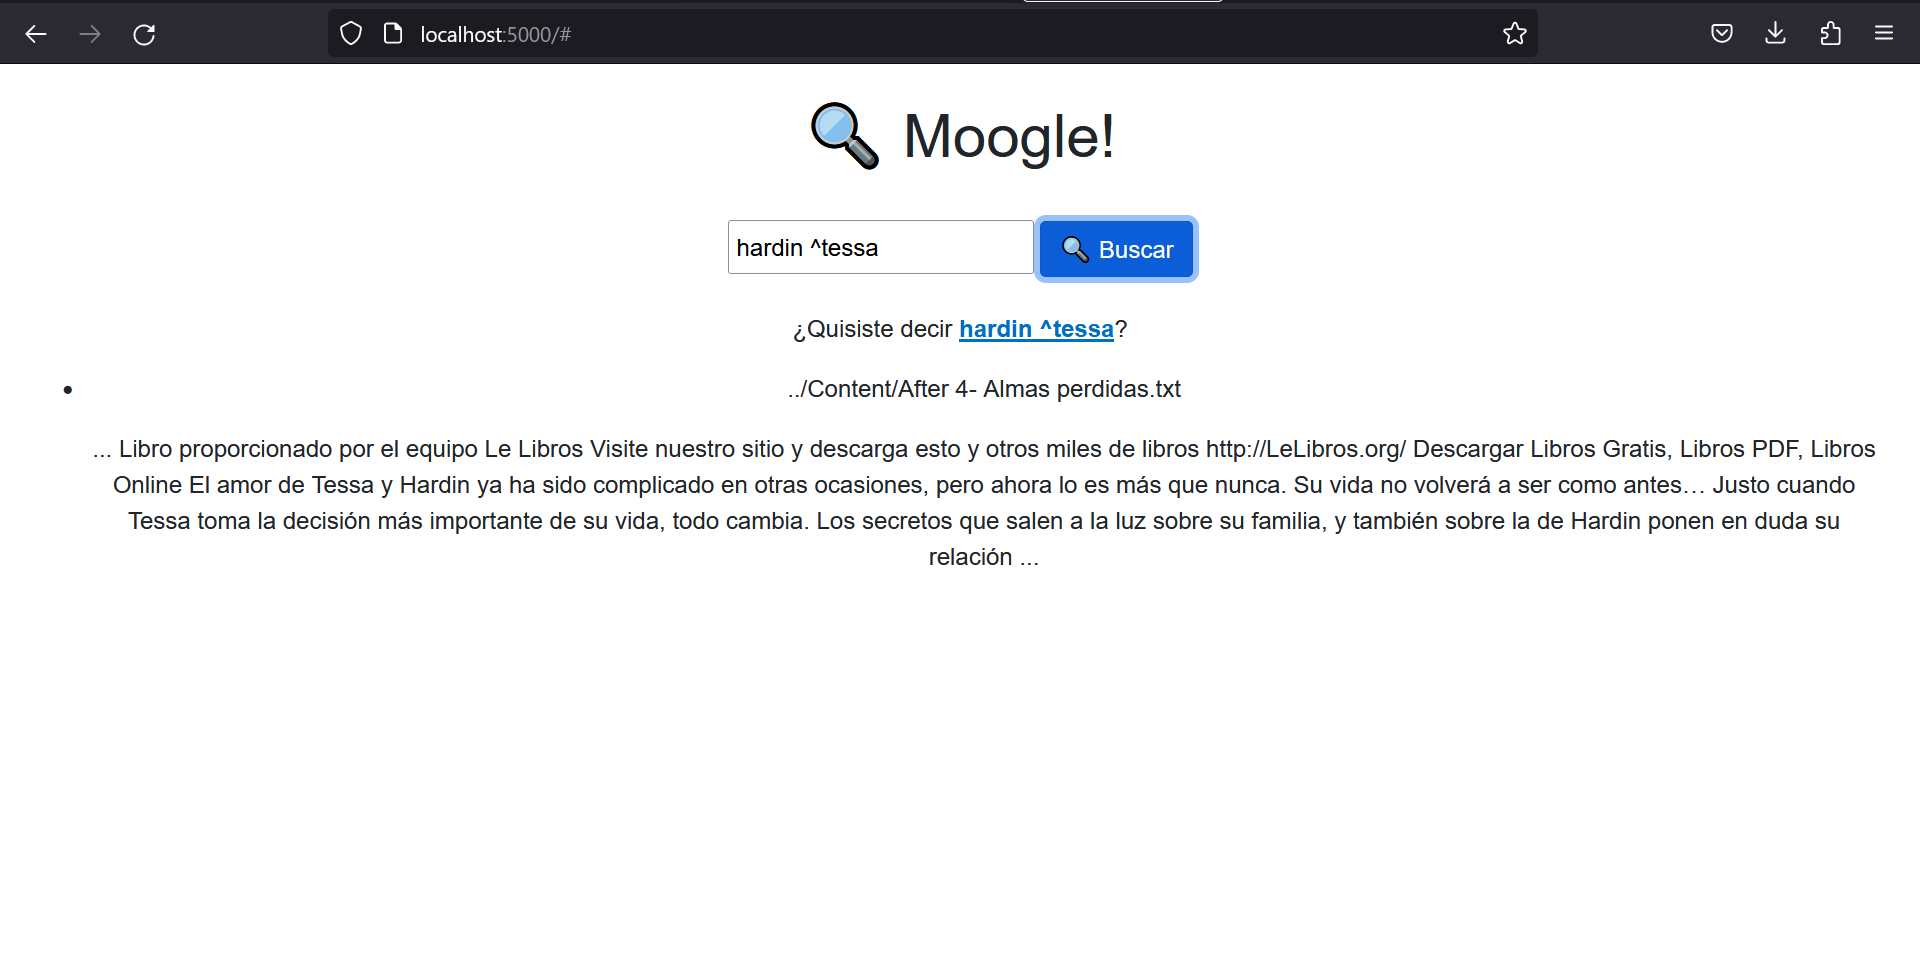 localhost:5000/#
Moogle!
hardin ^tessa
Buscar
¿Quisiste decir hardin ^tessa?
../Content/After 4- Almas perdidas.txt
... Libro proporcionado por el equipo Le Libros Visite nuestro sitio y descarga esto y otros miles de libros http://LeLibros.org/ Descargar Libros Gratis, Libros PDF, Libros
Online El amor de Tessa y Hardin ya ha sido complicado en otras ocasiones, pero ahora lo es más que nunca. Su vida no volverá a ser como antes… Justo cuando
Tessa toma la decisión más importante de su vida, todo cambia. Los secretos que salen a la luz sobre su familia, y también sobre la de Hardin ponen en duda su
relación ...